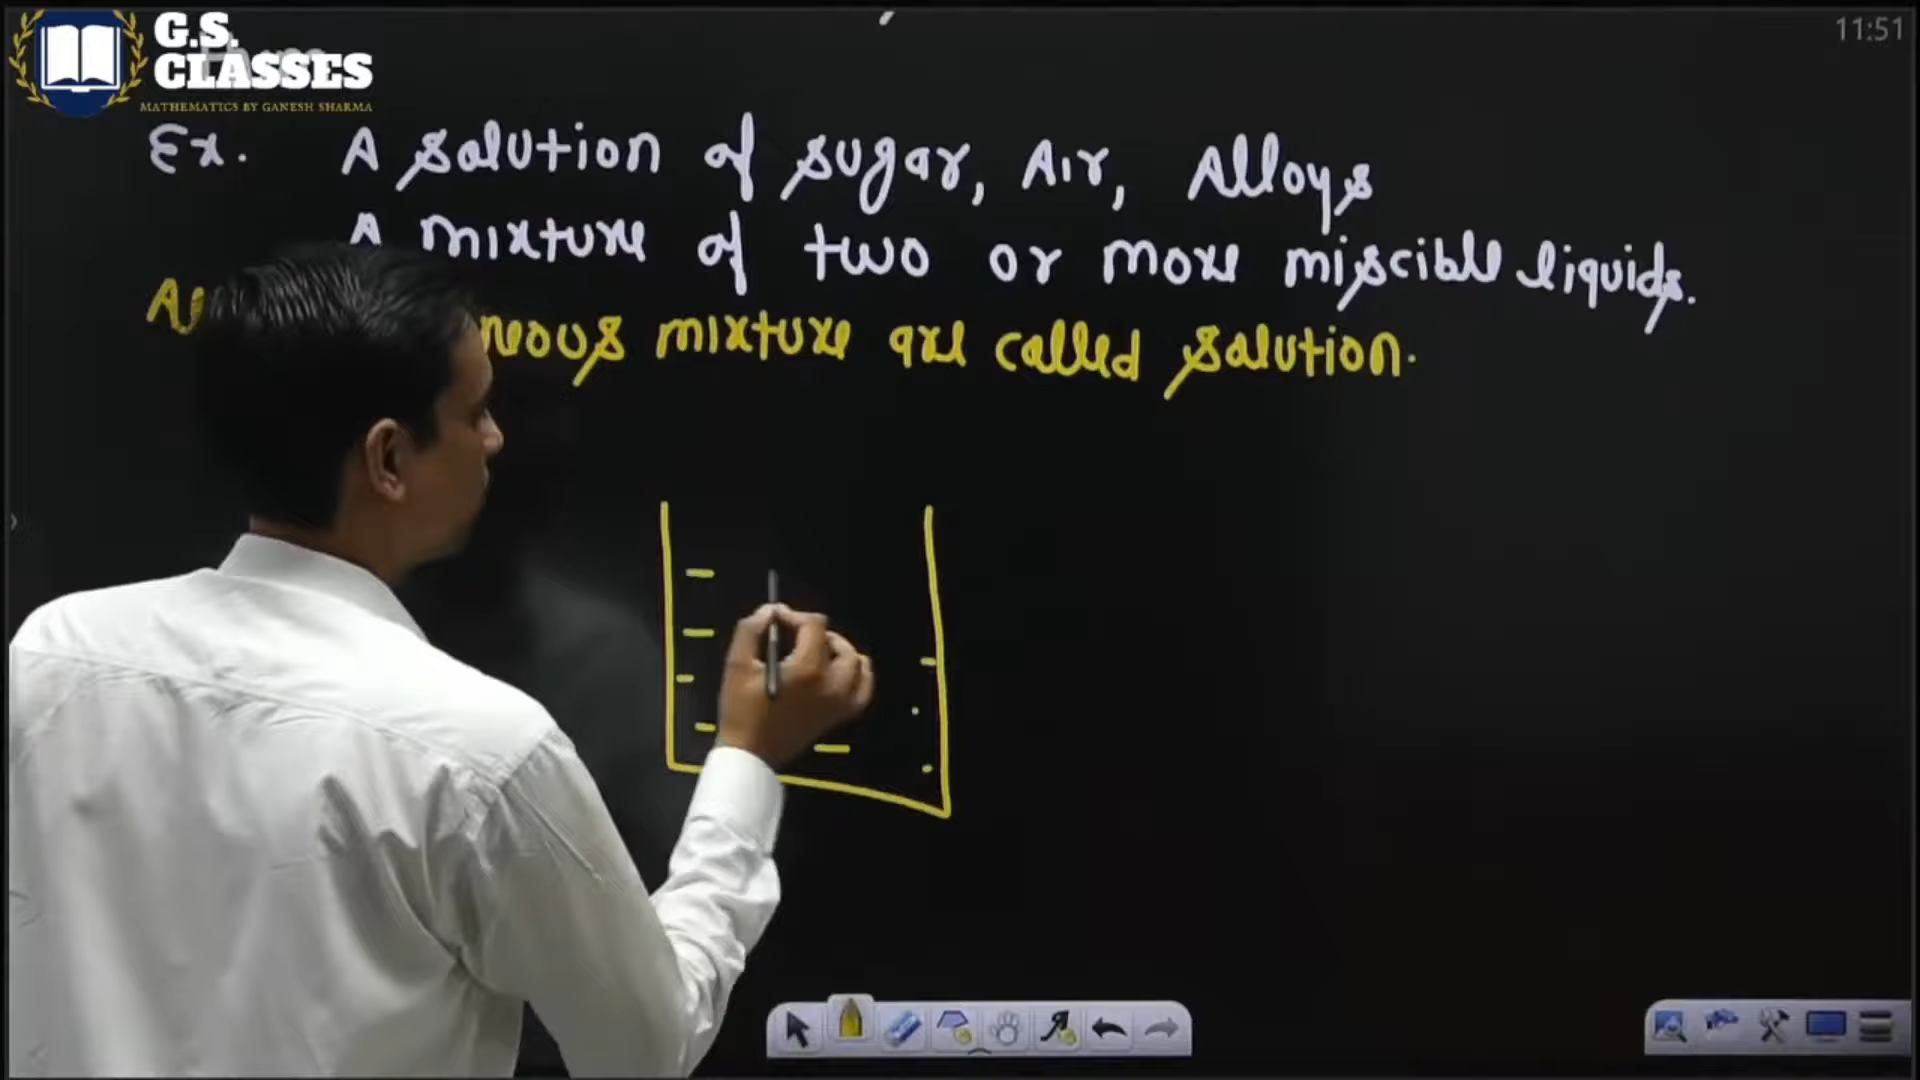 G.S.
CLASSES
MATHEMATICS BY GANESH SHARMA
11:51
Ex. A solution of sugar, Air, Alloys
A mixture of two or more miscible liquids.
mixture are called solution.